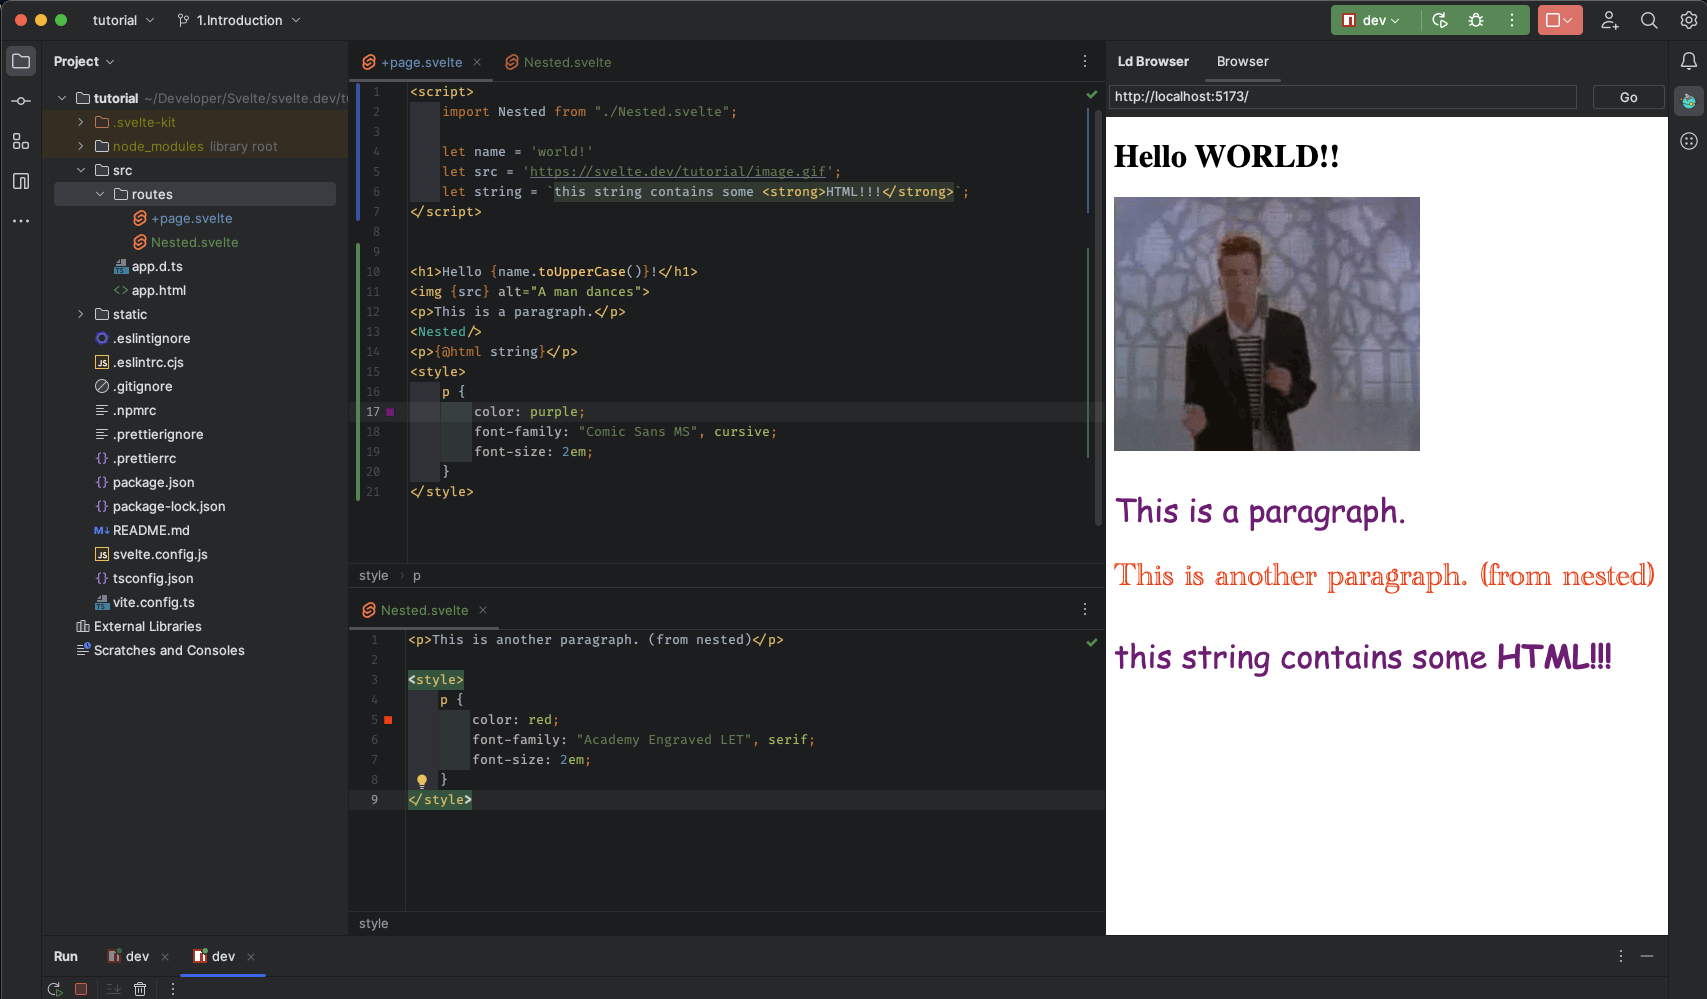 tutorial
1.Introduction
dev
Project
tutorial ~/Developer/Svelte/svelte.dev/tu
.svelte-kit
node_modules library root
src
routes
+page.svelte
Nested.svelte
app.d.ts
app.html
static
.eslintignore
.eslintrc.cjs
.gitignore
.npmrc
.prettierignore
.prettierrc
package.json
package-lock.json
README.md
svelte.config.js
tsconfig.json
vite.config.ts
External Libraries
Scratches and Consoles
+page.svelte
Nested.svelte
1 <script>
2 import Nested from "./Nested.svelte";
3
4 let name = 'world!'
5 let src = 'https://svelte.dev/tutorial/image.gif';
6 let string = `this string contains some <strong>HTML!!!</strong>`;
7 </script>
8
9
10 <h1>Hello {name.toUpperCase()}!</h1>
11 <img {src} alt="A man dances">
12 <p>This is a paragraph.</p>
13 <Nested/>
14 <p>{@html string}</p>
15 <style>
16 p {
17 color: purple;
18 font-family: "Comic Sans MS", cursive;
19 font-size: 2em;
20 }
21 </style>
style › p
Nested.svelte
1 <p>This is another paragraph. (from nested)</p>
2
3 <style>
4 p {
5 color: red;
6 font-family: "Academy Engraved LET", serif;
7 font-size: 2em;
8 }
9 </style>
style
Ld Browser
Browser
http://localhost:5173/
Go
Hello WORLD!!
This is a paragraph.
This is another paragraph. (from nested)
this string contains some HTML!!!
Run
dev
dev